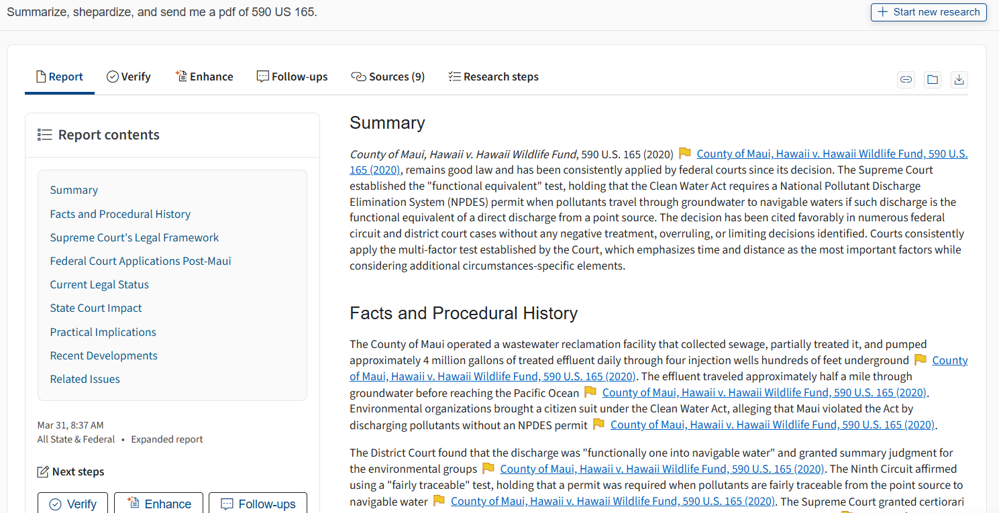 Summarize, shepardize, and send me a pdf of 590 US 165.
Start new research
Report
Verify
Enhance
Follow-ups
Sources (9)
Research steps
Report contents
Summary
Facts and Procedural History
Supreme Court's Legal Framework
Federal Court Applications Post-Maui
Current Legal Status
State Court Impact
Practical Implications
Recent Developments
Related Issues
Mar 31, 8:37 AM
All State & Federal • Expanded report
Next steps
Verify
Enhance
Follow-ups
Summary
County of Maui, Hawaii v. Hawaii Wildlife Fund, 590 U.S. 165 (2020) County of Maui, Hawaii v. Hawaii Wildlife Fund, 590 U.S.
165 (2020), remains good law and has been consistently applied by federal courts since its decision. The Supreme Court
established the "functional equivalent" test, holding that the Clean Water Act requires a National Pollutant Discharge
Elimination System (NPDES) permit when pollutants travel through groundwater to navigable waters if such discharge is the
functional equivalent of a direct discharge from a point source. The decision has been cited favorably in numerous federal
circuit and district court cases without any negative treatment, overruling, or limiting decisions identified. Courts consistently
apply the multi-factor test established by the Court, which emphasizes time and distance as the most important factors while
considering additional circumstances-specific elements.
Facts and Procedural History
The County of Maui operated a wastewater reclamation facility that collected sewage, partially treated it, and pumped
approximately 4 million gallons of treated effluent daily through four injection wells hundreds of feet underground County
of Maui, Hawaii v. Hawaii Wildlife Fund, 590 U.S. 165 (2020). The effluent traveled approximately half a mile through
groundwater before reaching the Pacific Ocean County of Maui, Hawaii v. Hawaii Wildlife Fund, 590 U.S. 165 (2020).
Environmental organizations brought a citizen suit under the Clean Water Act, alleging that Maui violated the Act by
discharging pollutants without an NPDES permit County of Maui, Hawaii v. Hawaii Wildlife Fund, 590 U.S. 165 (2020).
The District Court found that the discharge was "functionally one into navigable water" and granted summary judgment for
the environmental groups County of Maui, Hawaii v. Hawaii Wildlife Fund, 590 U.S. 165 (2020). The Ninth Circuit affirmed
using a "fairly traceable" test, holding that a permit was required when pollutants are fairly traceable from the point source to
navigable water County of Maui, Hawaii v. Hawaii Wildlife Fund, 590 U.S. 165 (2020). The Supreme Court granted certiorari